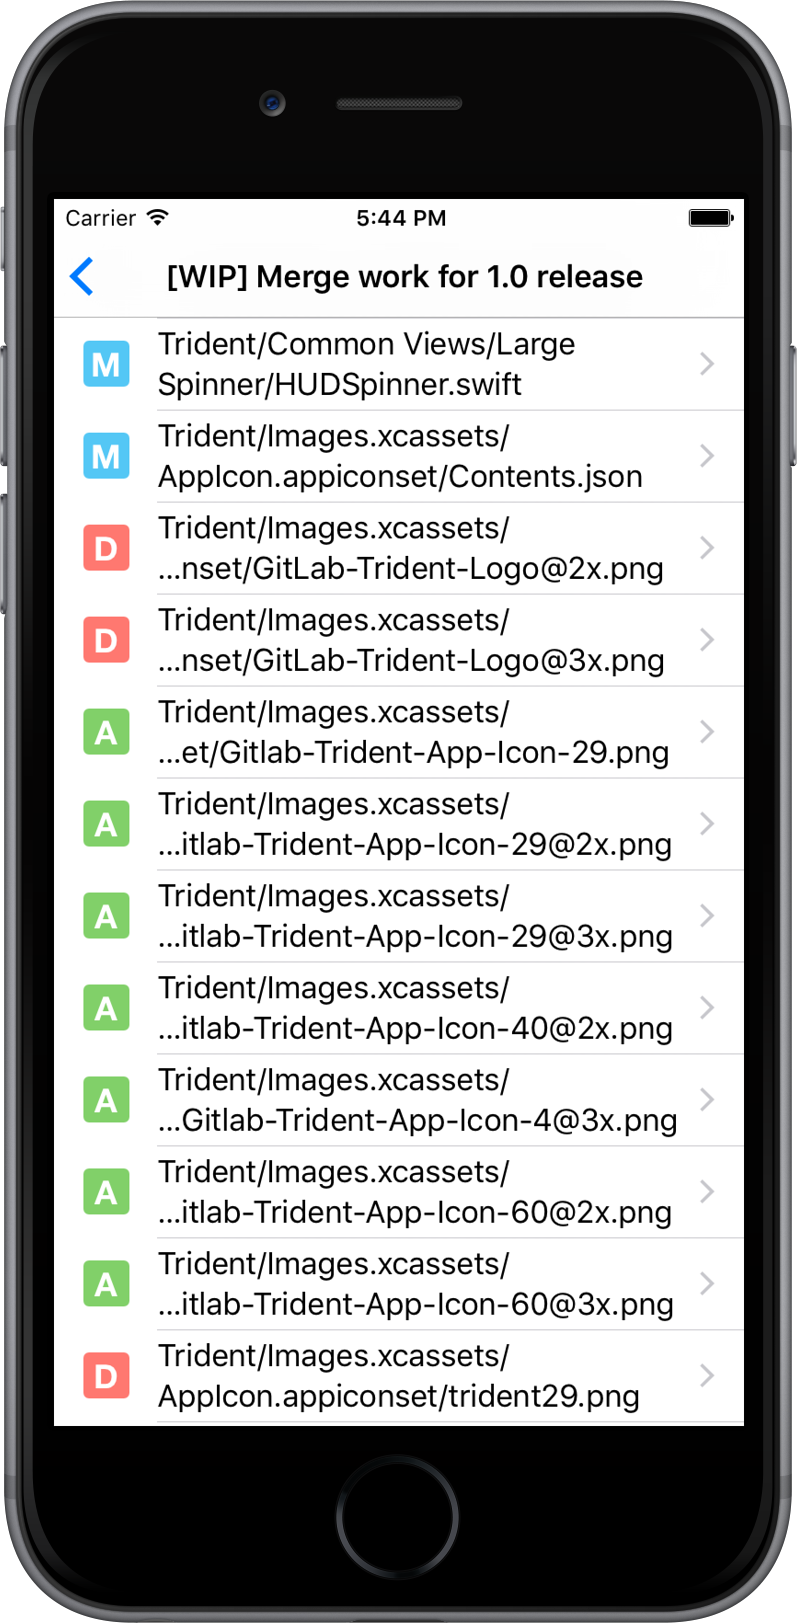 Carrier 5:44 PM
[WIP] Merge work for 1.0 release
M Trident/Common Views/Large
Spinner/HUDSpinner.swift
M Trident/Images.xcassets/
AppIcon.appiconset/Contents.json
D Trident/Images.xcassets/
...nset/GitLab-Trident-Logo@2x.png
D Trident/Images.xcassets/
...nset/GitLab-Trident-Logo@3x.png
A Trident/Images.xcassets/
...et/Gitlab-Trident-App-Icon-29.png
A Trident/Images.xcassets/
...itlab-Trident-App-Icon-29@2x.png
A Trident/Images.xcassets/
...itlab-Trident-App-Icon-29@3x.png
A Trident/Images.xcassets/
...itlab-Trident-App-Icon-40@2x.png
A Trident/Images.xcassets/
...Gitlab-Trident-App-Icon-4@3x.png
A Trident/Images.xcassets/
...itlab-Trident-App-Icon-60@2x.png
A Trident/Images.xcassets/
...itlab-Trident-App-Icon-60@3x.png
D Trident/Images.xcassets/
AppIcon.appiconset/trident29.png